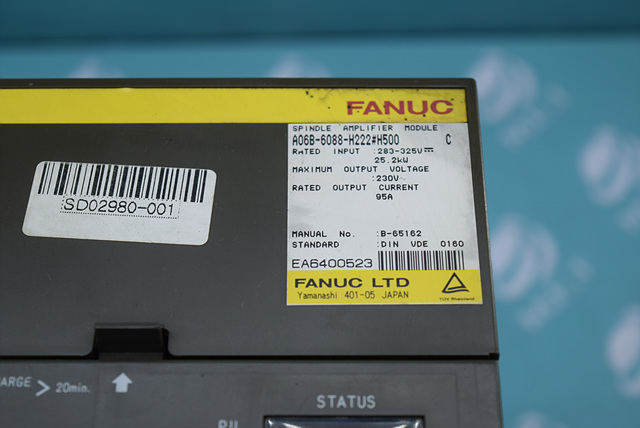 FANUC
SPINDLE AMPLIFIER MODULE
A06B-6088-H222#H500 C
RATED INPUT :283-325V
25.2kW
MAXIMUM OUTPUT VOLTAGE
:230V
RATED OUTPUT CURRENT
95A
MANUAL No. :B-65162
STANDARD :DIN VDE 0160
EA6400523
FANUC LTD
Yamanashi 401-05 JAPAN
TÜV Rheinland
SD02980-001
ARGE > 20min.
STATUS